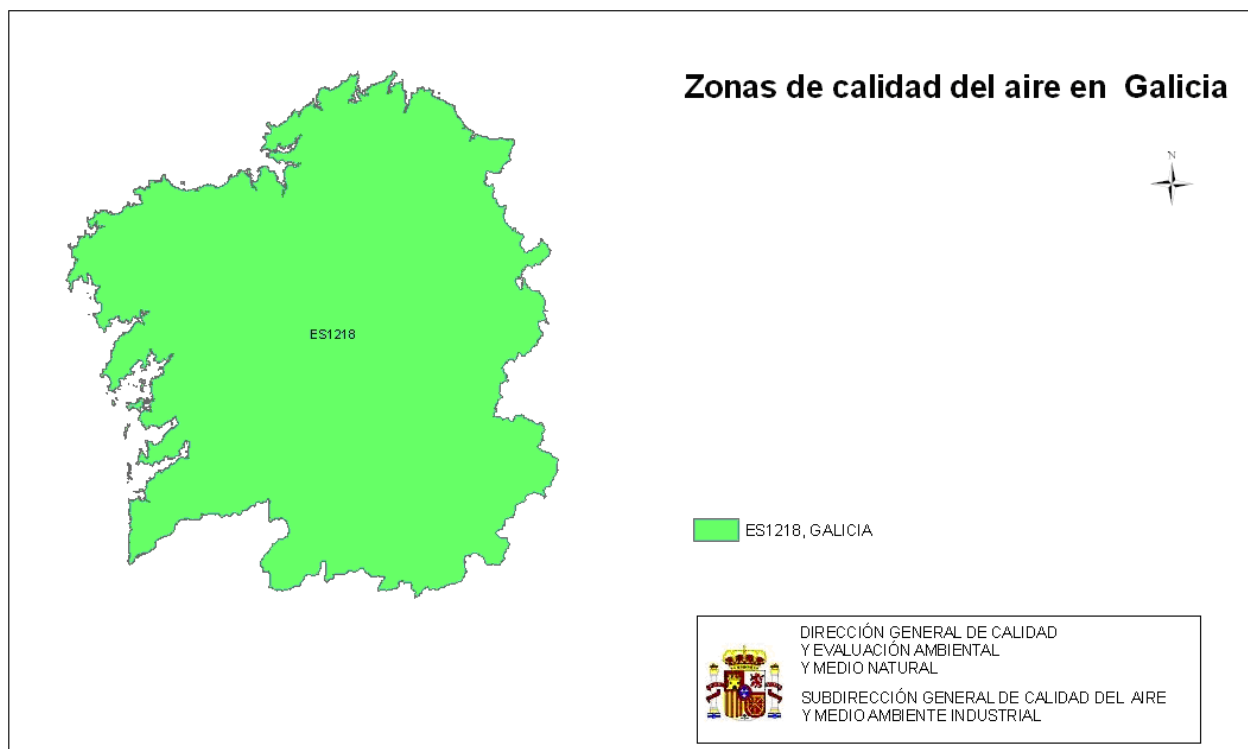 Zonas de calidad del aire en Galicia
N
ES1218
ES1218, GALICIA
DIRECCIÓN GENERAL DE CALIDAD
Y EVALUACIÓN AMBIENTAL
Y MEDIO NATURAL
SUBDIRECCIÓN GENERAL DE CALIDAD DEL AIRE
Y MEDIO AMBIENTE INDUSTRIAL